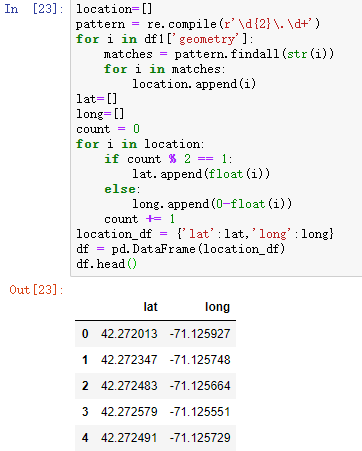 In [23]: location=[]
pattern = re.compile(r'\d{2}\.\d+')
for i in df1['geometry']:
    matches = pattern.findall(str(i))
    for i in matches:
        location.append(i)
lat=[]
long=[]
count = 0
for i in location:
    if count % 2 == 1:
        lat.append(float(i))
    else:
        long.append(0-float(i))
    count += 1
location_df = {'lat':lat,'long':long}
df = pd.DataFrame(location_df)
df.head()
Out[23]:
lat long
0 42.272013 -71.125927
1 42.272347 -71.125748
2 42.272483 -71.125664
3 42.272579 -71.125551
4 42.272491 -71.125729